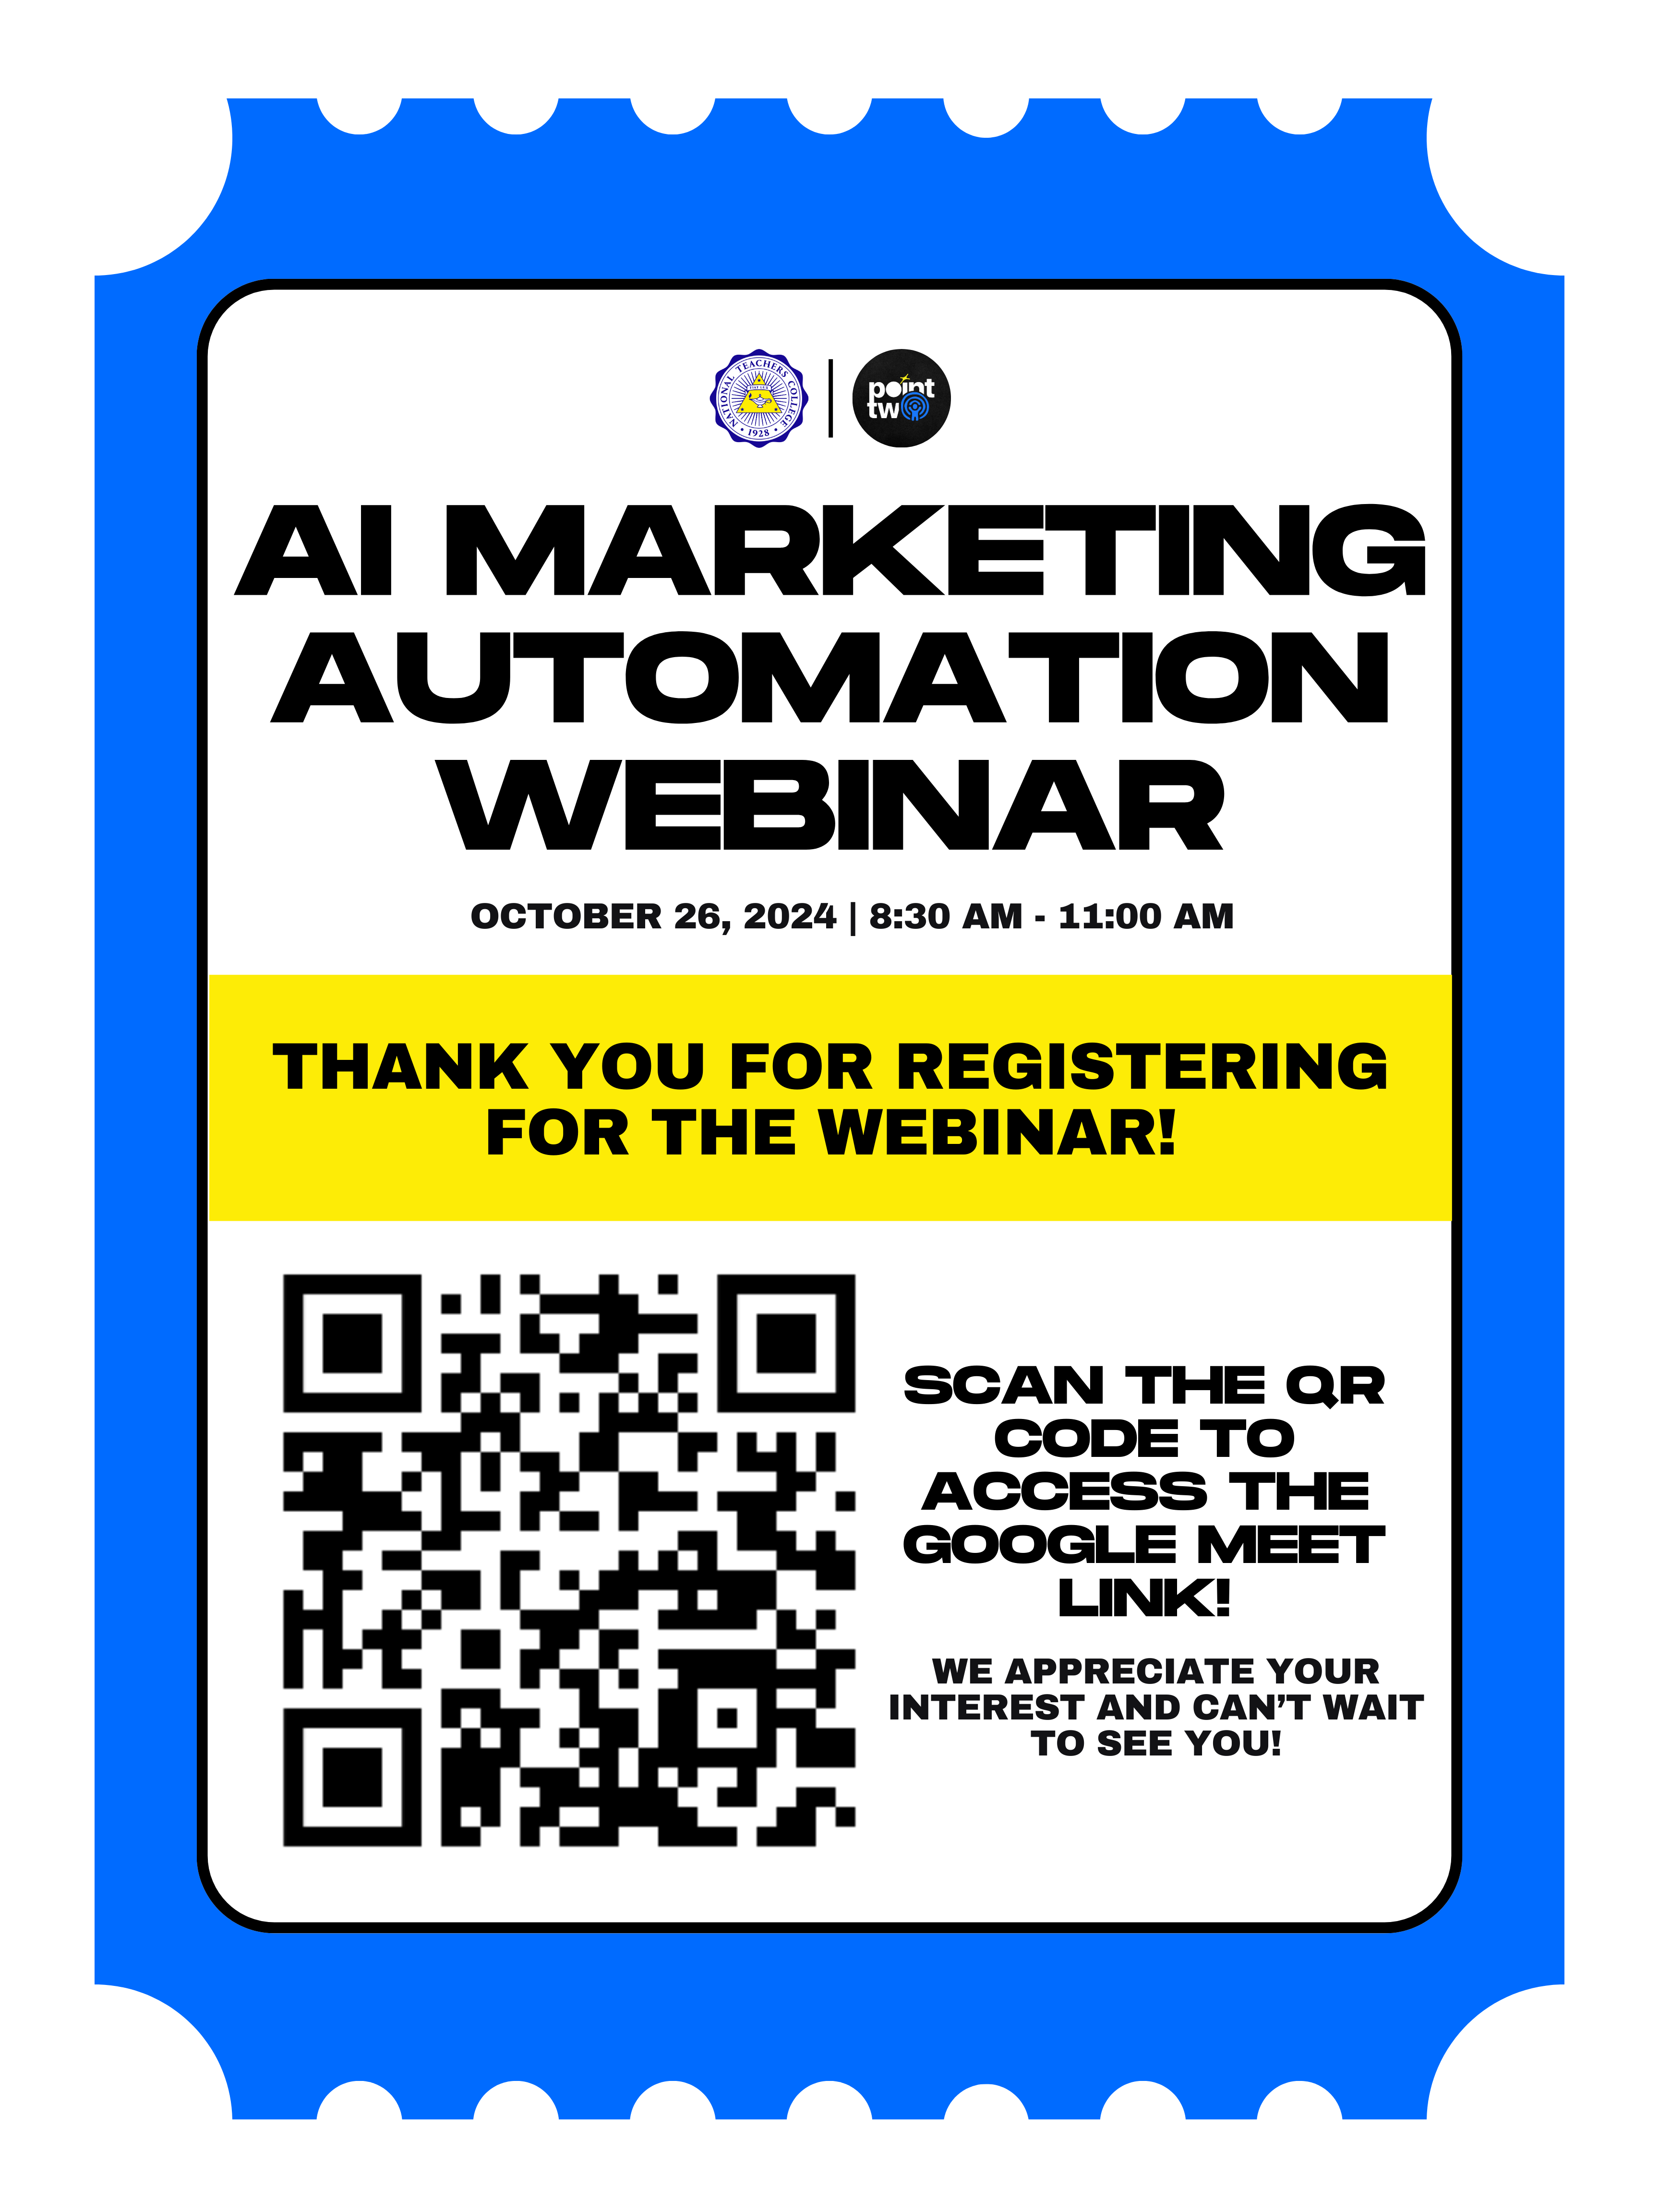 NATIONAL TEACHERS COLLEGE
• 1928 •
point
two
AI MARKETING
AUTOMATION
WEBINAR
OCTOBER 26, 2024 | 8:30 AM - 11:00 AM
THANK YOU FOR REGISTERING
FOR THE WEBINAR!
SCAN THE QR
CODE TO
ACCESS THE
GOOGLE MEET
LINK!
WE APPRECIATE YOUR
INTEREST AND CAN'T WAIT
TO SEE YOU!